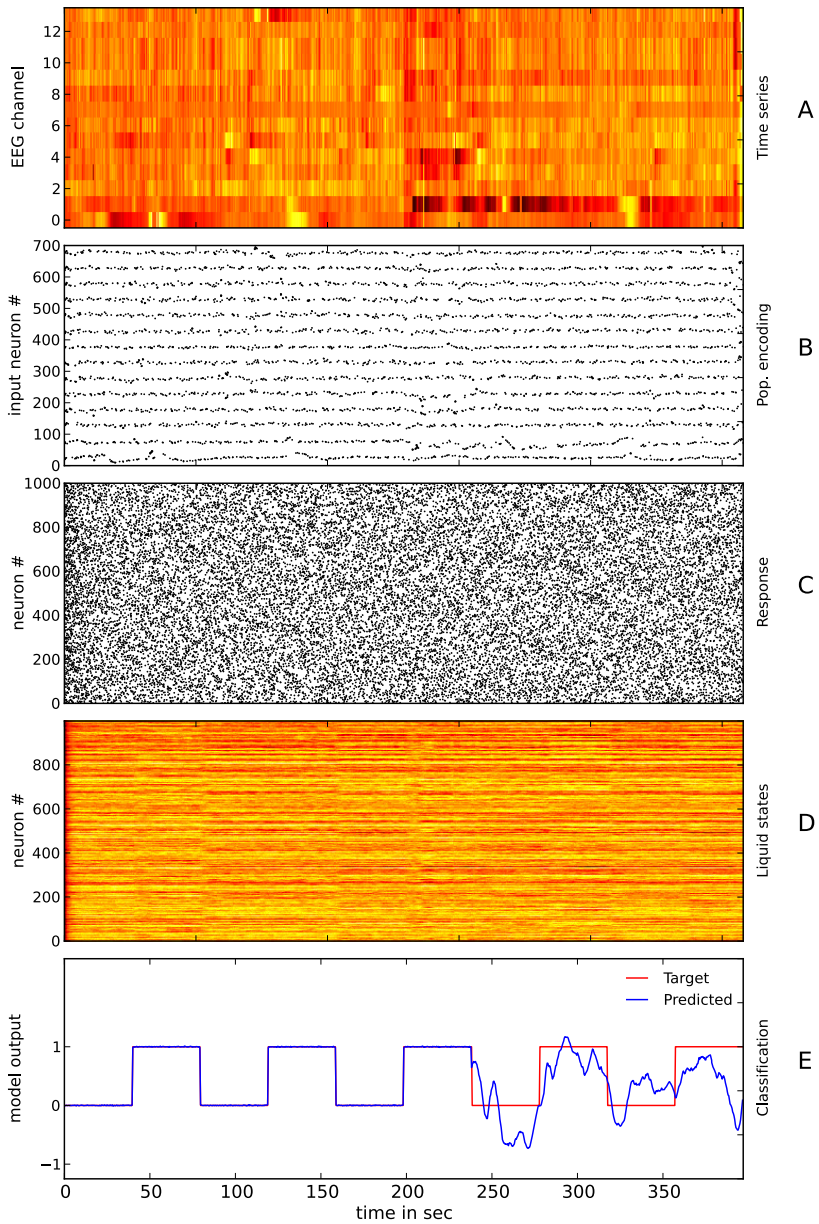 12
10
8
6
4
2
0
EEG channel
Time series
A
700
600
500
400
300
200
100
0
input neuron #
Pop. encoding
B
1000
800
600
400
200
0
neuron #
Response
C
800
600
400
200
0
neuron #
Liquid states
D
Target
Predicted
1
0
−1
model output
Classification
E
0 50 100 150 200 250 300 350
time in sec